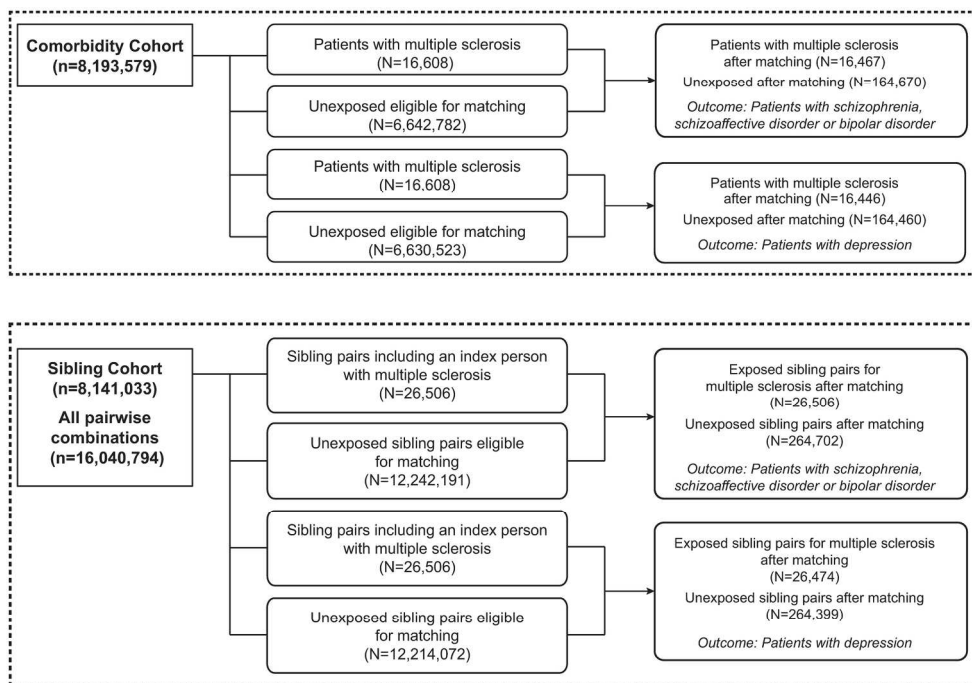 Comorbidity Cohort
(n=8,193,579)
Patients with multiple sclerosis
(N=16,608)
Unexposed eligible for matching
(N=6,642,782)
Patients with multiple sclerosis
(N=16.608)
Unexposed eligible for matching
(N=6,630,523)
Patients with multiple sclerosis
after matching (N=16,467)
Unexposed after matching (N=164,670)
Outcome: Patients with schizophrenia,
schizoaffective disorder or bipolar disorder
Patients with multiple sclerosis
after matching (N=16,446)
Unexposed after matching (N=164,460)
Outcome: Patients with depression
Sibling Cohort
(n=8,141,033)
All pairwise
combinations
(n=16,040,794)
Sibling pairs including an index person
with multiple sclerosis
(N=26,506)
Unexposed sibling pairs eligible
for matching
(N=12,242,191)
Sibling pairs including an index person
with multiple sclerosis
(N=26,506)
Unexposed sibling pairs eligible
for matching
(N=12,214,072)
Exposed sibling pairs for
multiple sclerosis after matching
(N=26,506)
Unexposed sibling pairs after matching
(N=264,702)
Outcome: Patients with schizophrenia,
schizoaffective disorder or bipolar disorder
Exposed sibling pairs for multiple sclerosis
after matching
(N=26,474)
Unexposed sibling pairs after matching
(N=264,399)
Outcome: Patients with depression